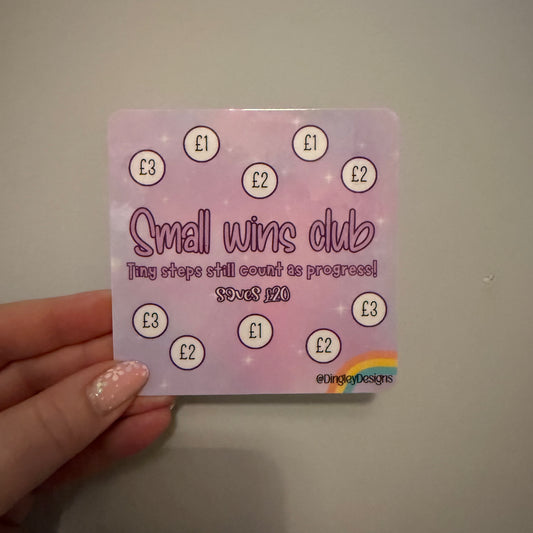 £1 £1
£3 £2 £2
Small wins club
Tiny steps still count as progress!
Saves £20
£3 £2 £1 £2 £3
@DingleyDesigns